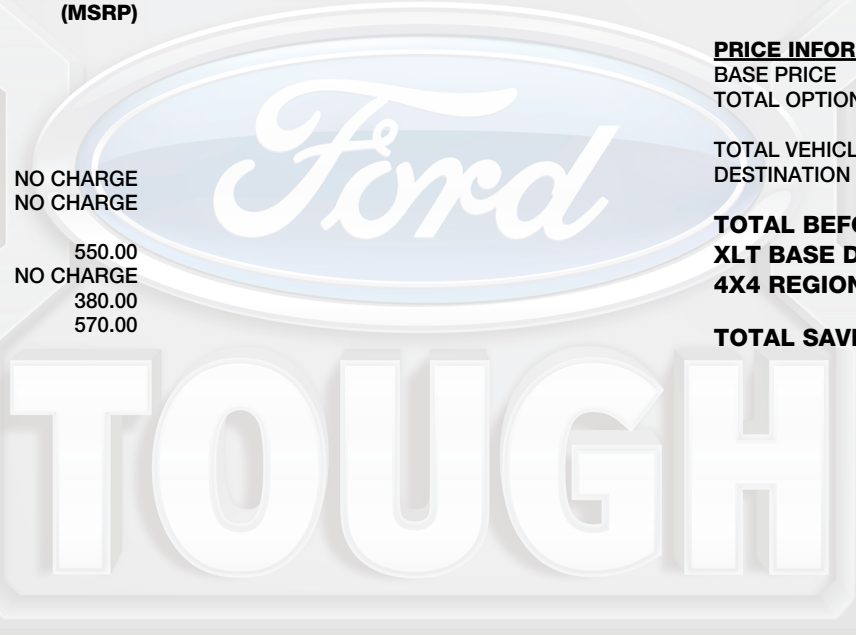 (MSRP)
NO CHARGE
NO CHARGE
550.00
NO CHARGE
380.00
570.00
PRICE INFOR
BASE PRICE
TOTAL OPTION
TOTAL VEHICL
DESTINATION
TOTAL BEFO
XLT BASE D
4X4 REGION
TOTAL SAVI
Ford
TOUGH